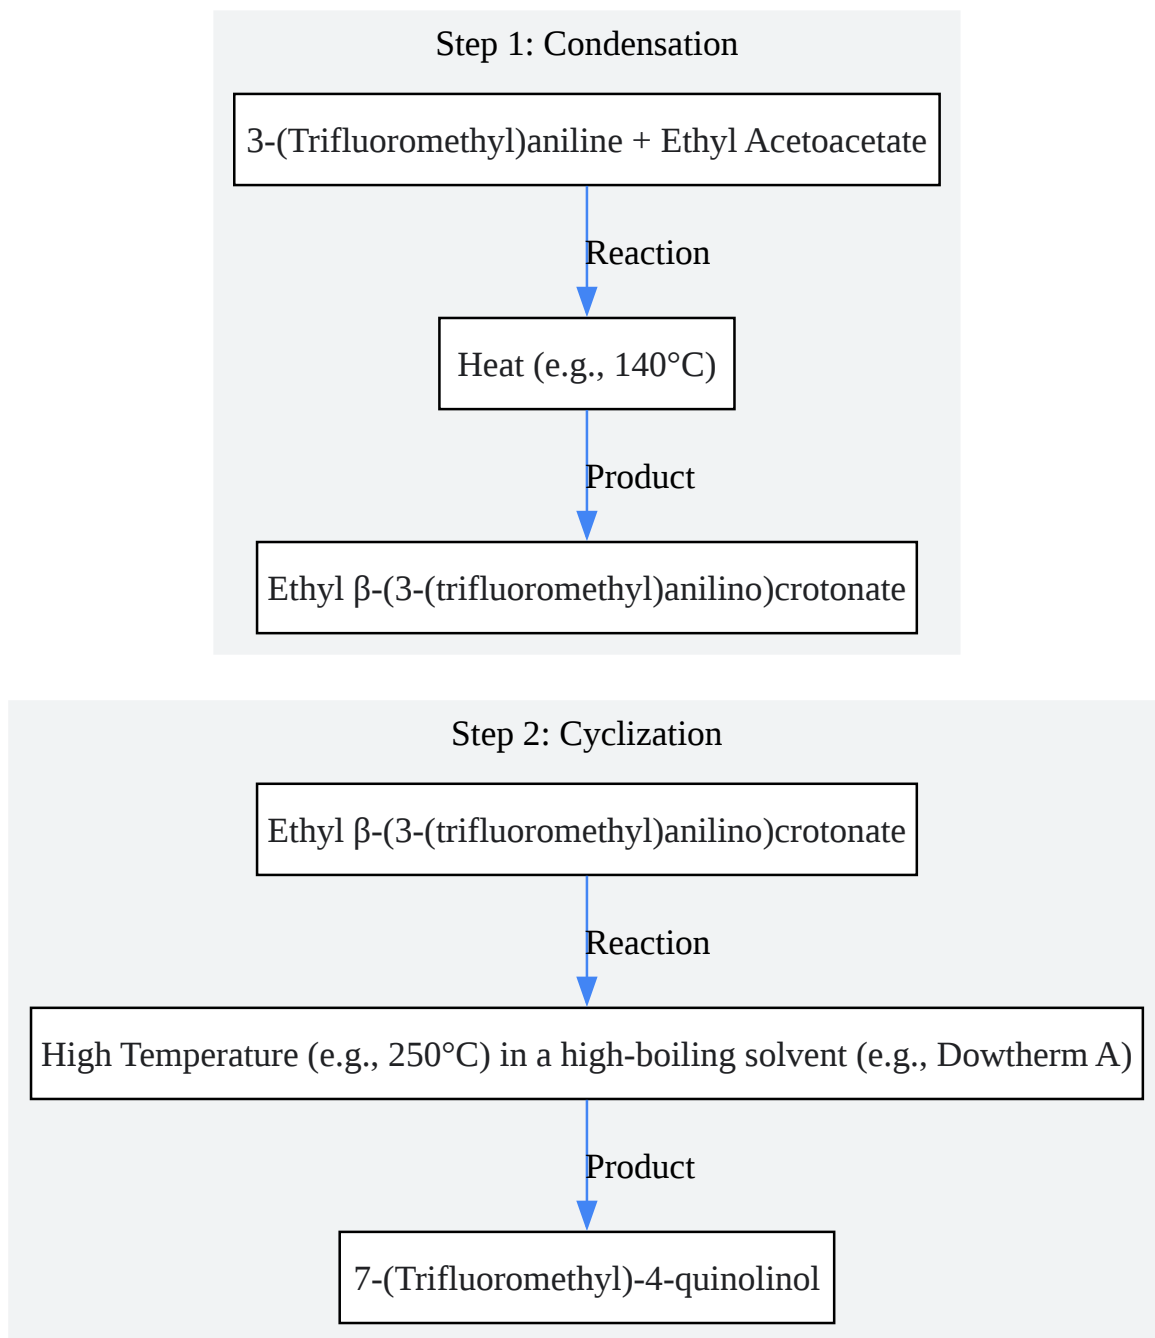 Step 1: Condensation
3-(Trifluoromethyl)aniline + Ethyl Acetoacetate
Reaction
Heat (e.g., 140°C)
Product
Ethyl β-(3-(trifluoromethyl)anilino)crotonate
Step 2: Cyclization
Ethyl β-(3-(trifluoromethyl)anilino)crotonate
Reaction
High Temperature (e.g., 250°C) in a high-boiling solvent (e.g., Dowtherm A)
Product
7-(Trifluoromethyl)-4-quinolinol